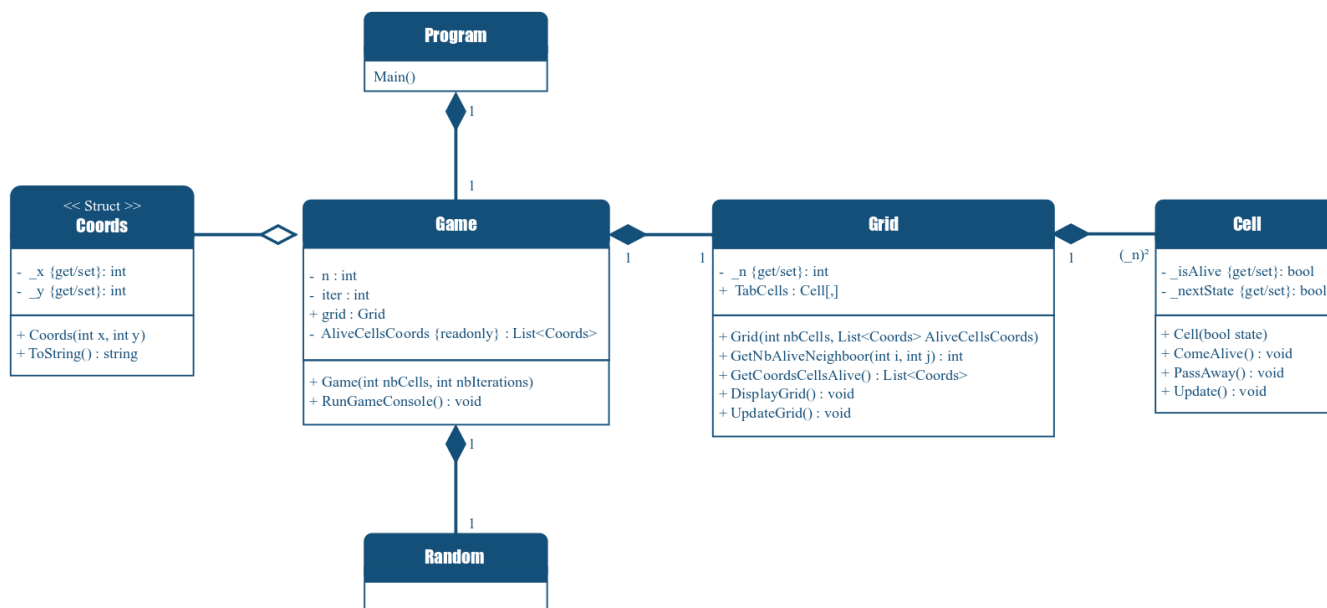 Program
Main()
1
1
<< Struct >>
Coords
- _x {get/set}: int
- _y {get/set}: int
+ Coords(int x, int y)
+ ToString() : string
Game
- n : int
- iter : int
+ grid : Grid
- AliveCellsCoords {readonly} : List<Coords>
+ Game(int nbCells, int nbIterations)
+ RunGameConsole() : void
1
1
Grid
- _n {get/set}: int
+ TabCells : Cell[,]
+ Grid(int nbCells, List<Coords> AliveCellsCoords)
+ GetNbAliveNeighboor(int i, int j) : int
+ GetCoordsCellsAlive() : List<Coords>
+ DisplayGrid() : void
+ UpdateGrid() : void
1
(_n)²
Cell
- _isAlive {get/set}: bool
- _nextState {get/set}: bool
+ Cell(bool state)
+ ComeAlive() : void
+ PassAway() : void
+ Update() : void
1
1
Random